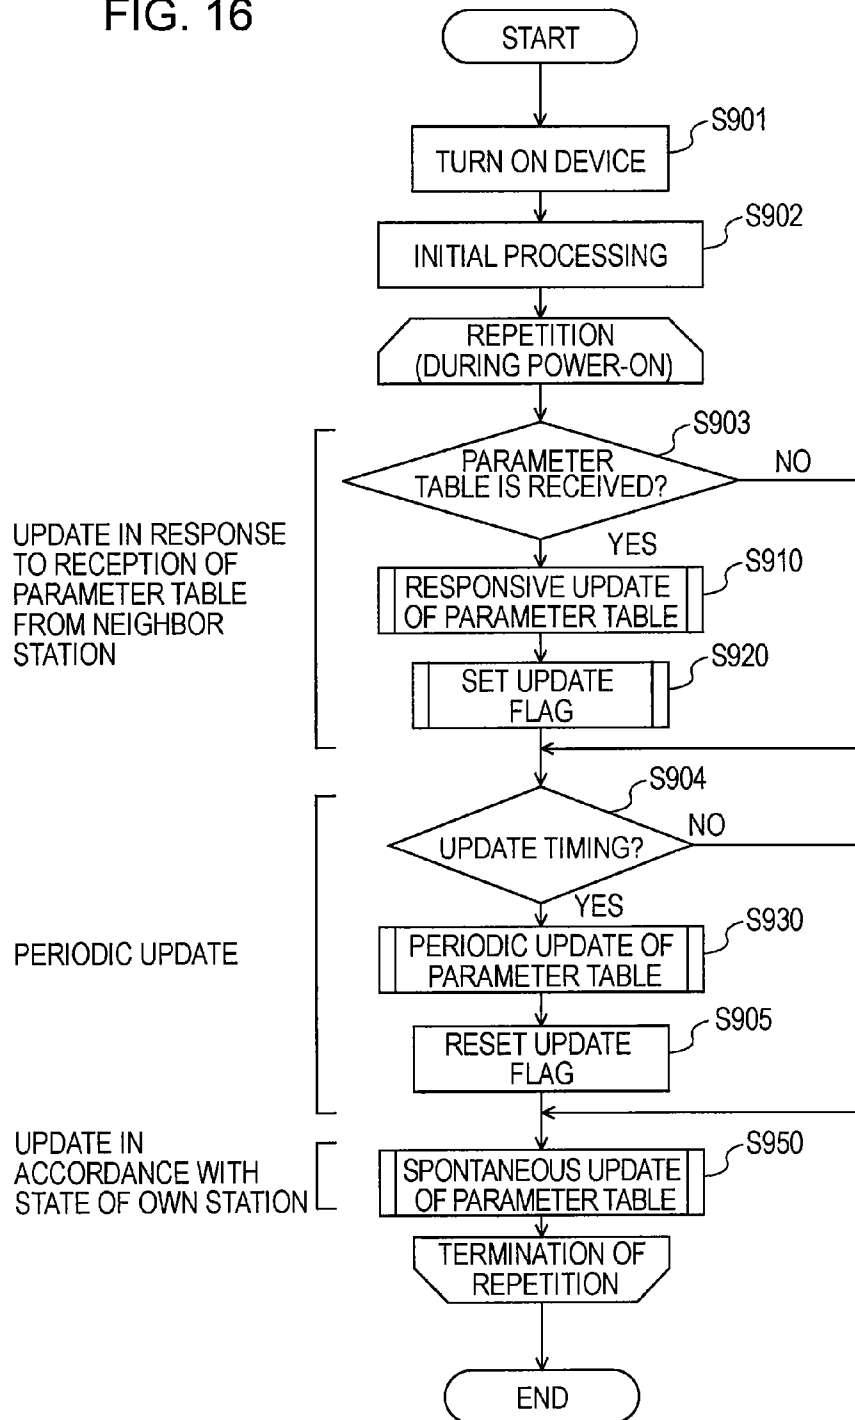 FIG. 16
START
S901
TURN ON DEVICE
S902
INITIAL PROCESSING
REPETITION
(DURING POWER-ON)
S903
PARAMETER
TABLE IS RECEIVED?
NO
YES
UPDATE IN RESPONSE
TO RECEPTION OF
PARAMETER TABLE
FROM NEIGHBOR
STATION
S910
RESPONSIVE UPDATE
OF PARAMETER TABLE
S920
SET UPDATE
FLAG
S904
UPDATE TIMING?
NO
YES
PERIODIC UPDATE
S930
PERIODIC UPDATE OF
PARAMETER TABLE
S905
RESET UPDATE
FLAG
UPDATE IN
ACCORDANCE WITH
STATE OF OWN STATION
S950
SPONTANEOUS UPDATE
OF PARAMETER TABLE
TERMINATION OF
REPETITION
END